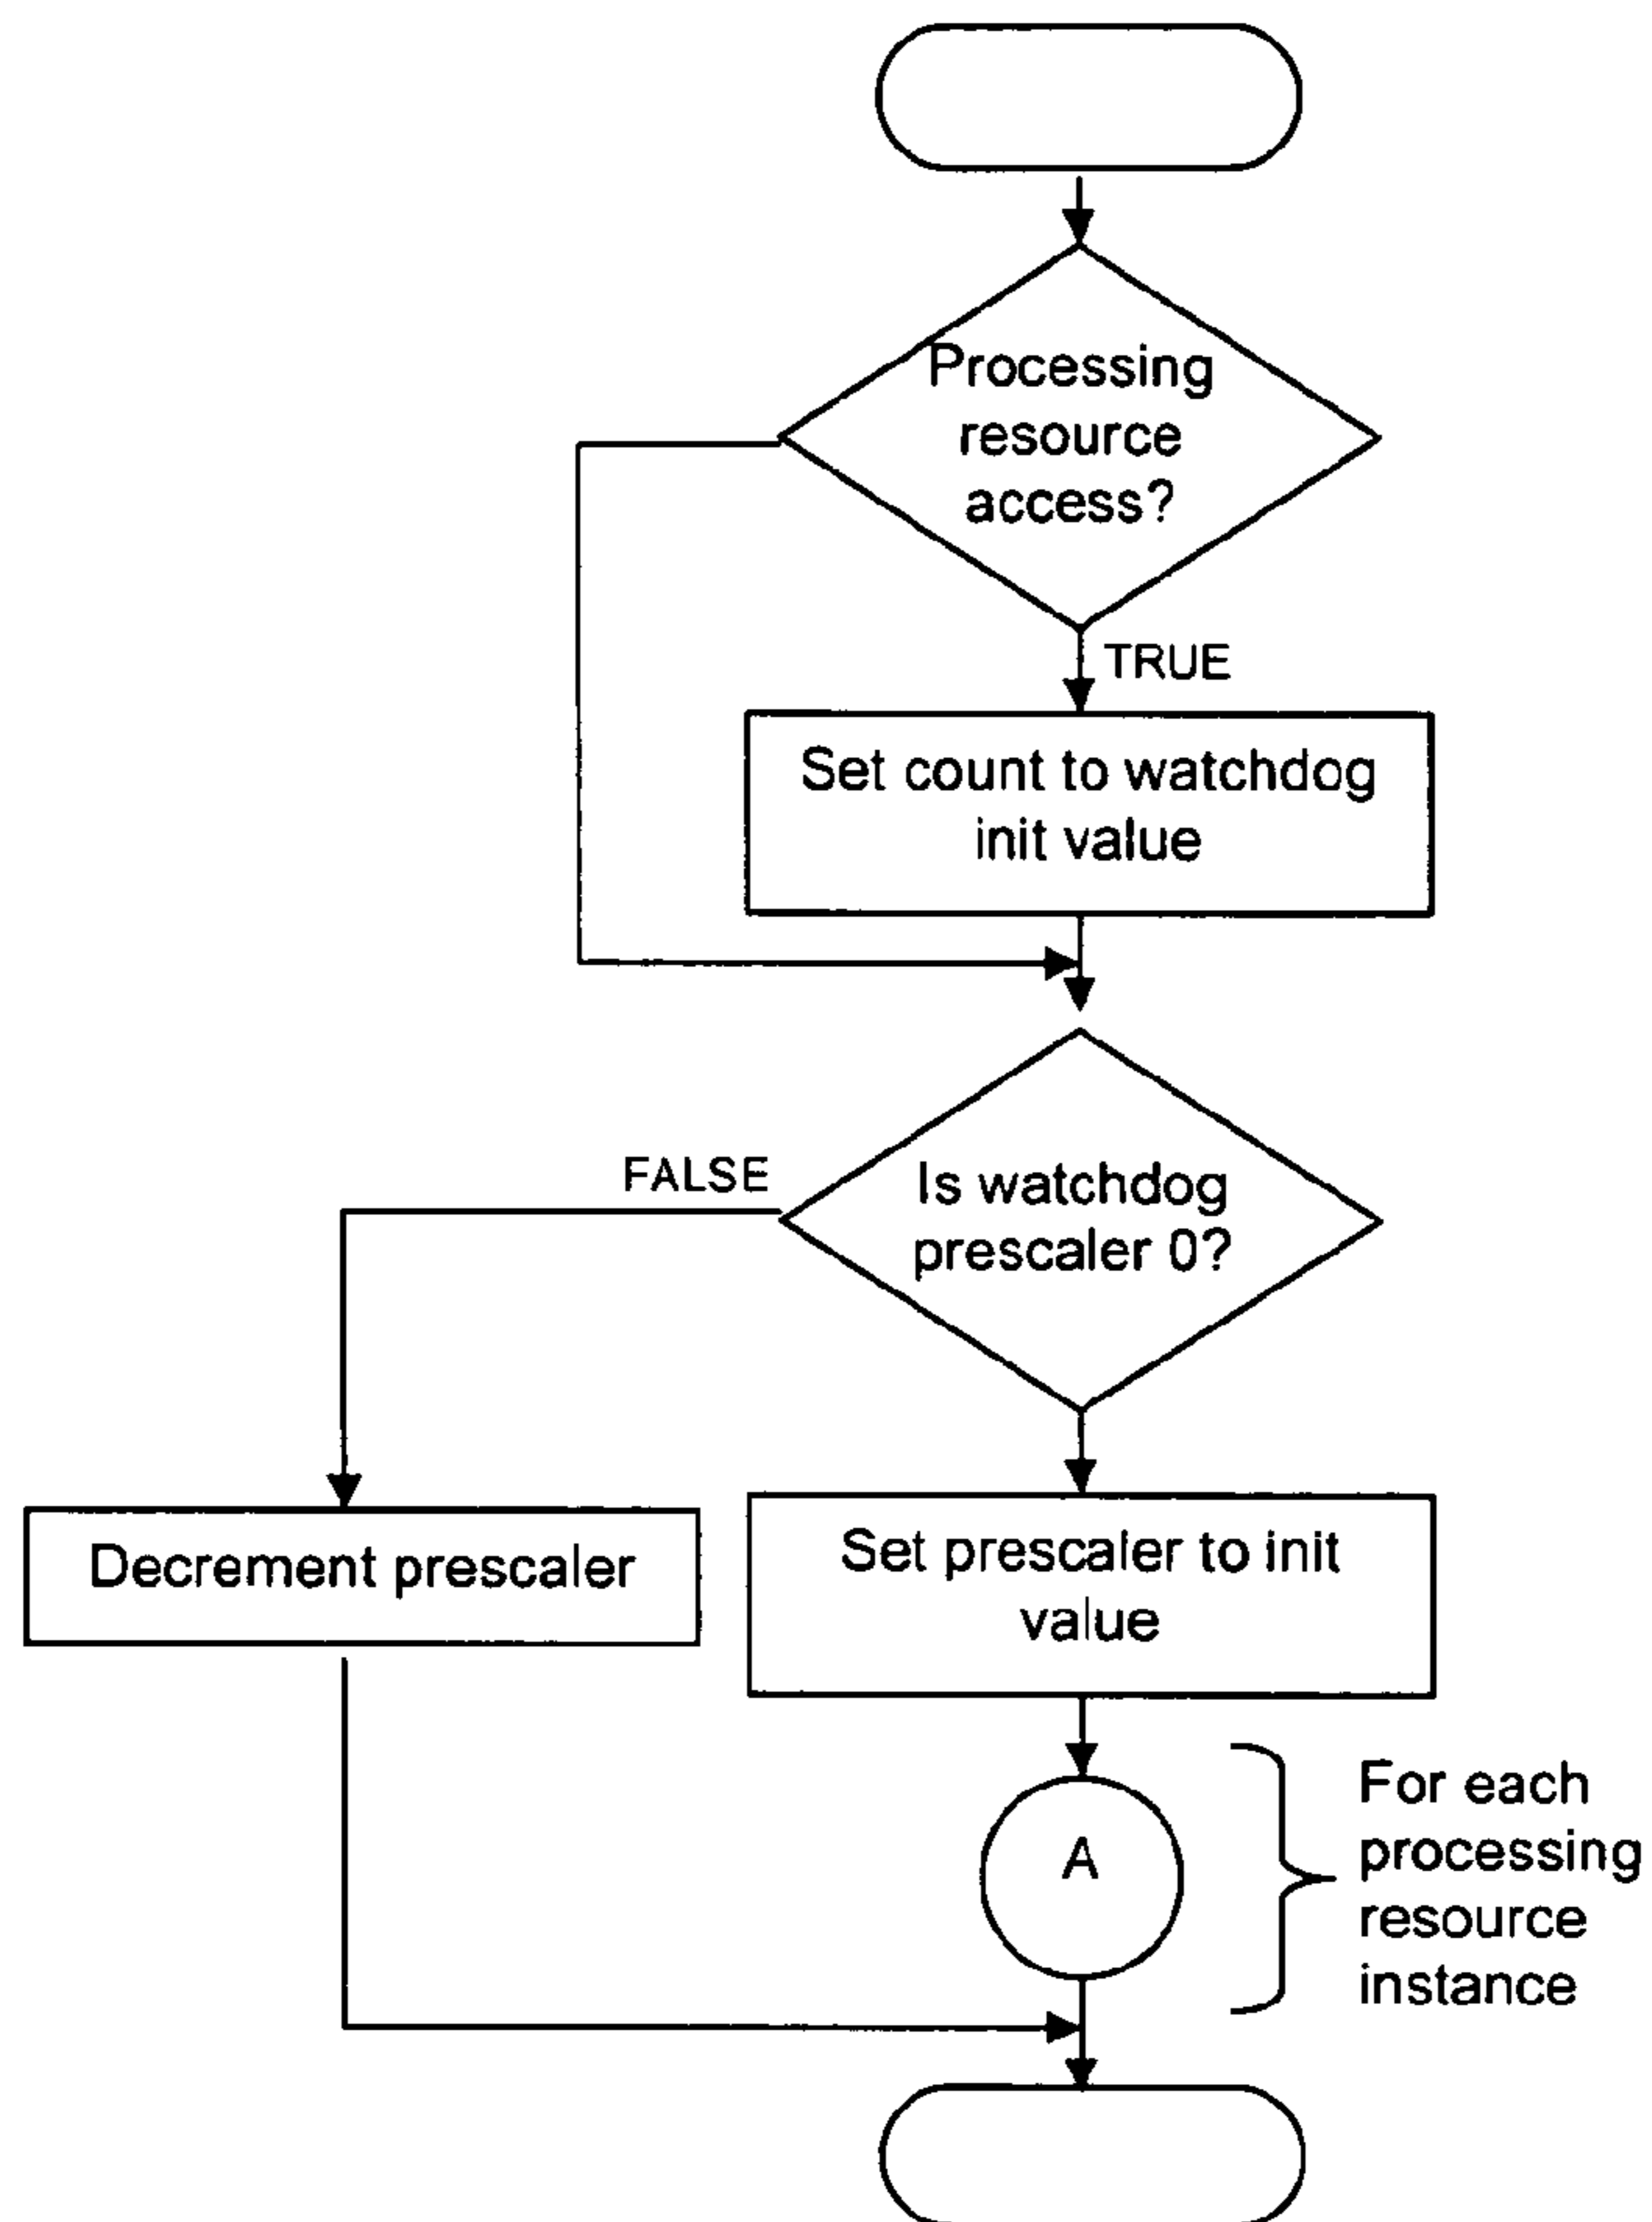 Processing
resource
access?
TRUE
Set count to watchdog
init value
FALSE
Is watchdog
prescaler 0?
Decrement prescaler
Set prescaler to init
value
A
For each
processing
resource
instance